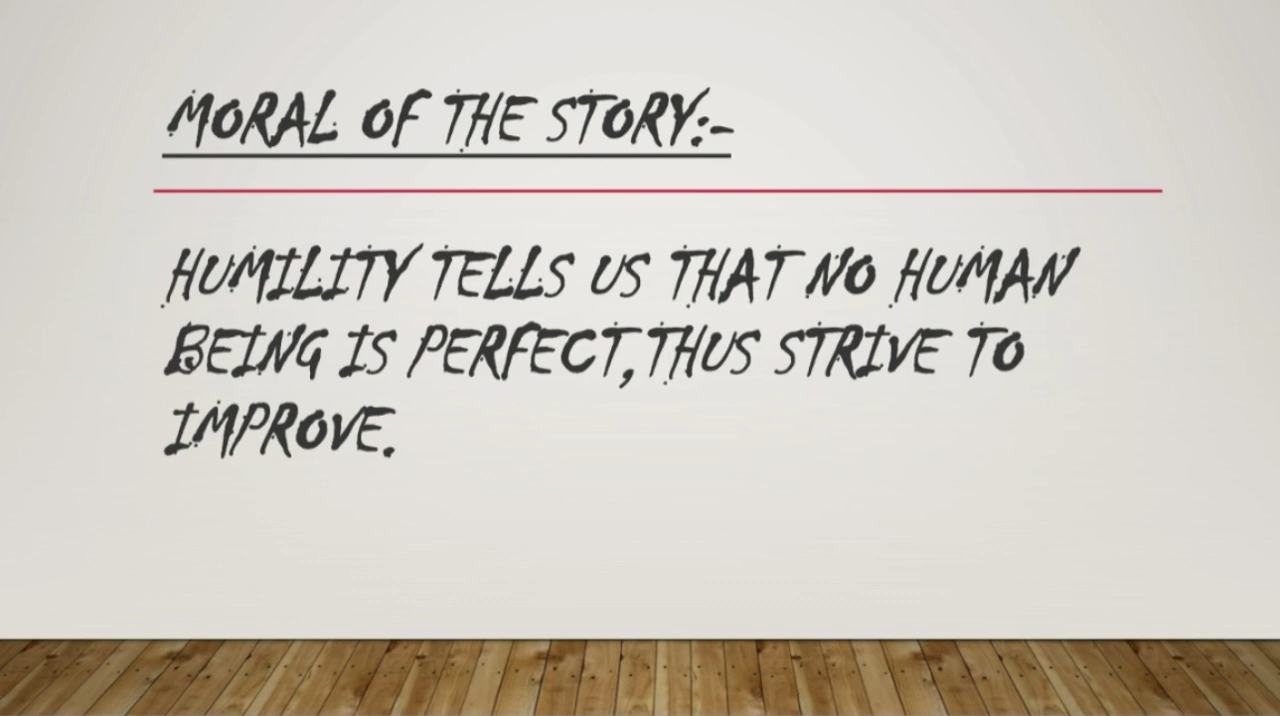 MORAL OF THE STORY:-
HUMILITY TELLS US THAT NO HUMAN
BEING IS PERFECT,THUS STRIVE TO
IMPROVE.